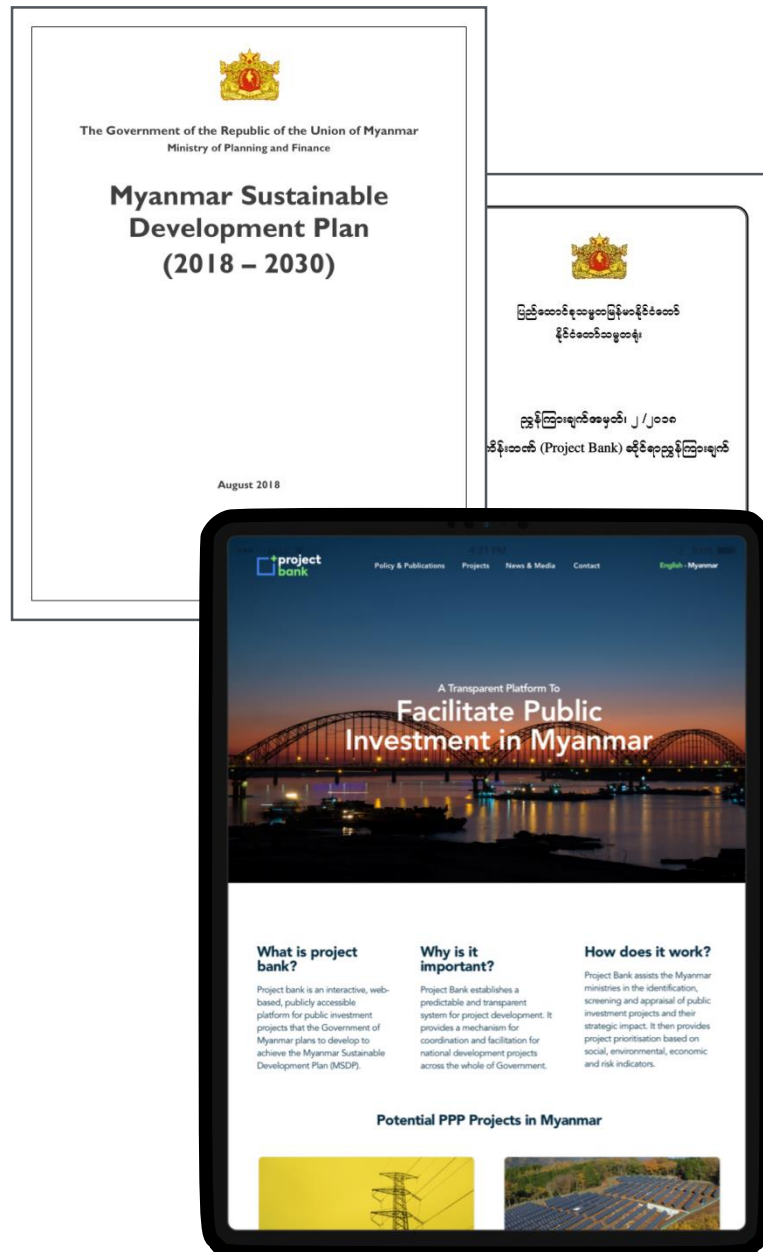 The Government of the Republic of the Union of Myanmar
Ministry of Planning and Finance
Myanmar Sustainable
Development Plan
(2018 – 2030)
August 2018
ပြည်ထောင်စုသမ္မတမြန်မာနိုင်ငံတော်
နိုင်ငံတော်သမ္မတရုံး
ညွှန်ကြားချက်အမှတ်၊ ၂ /၂၀၁၈
(Project Bank) ဆိုင်ရာညွှန်ကြားချက်
4:21 PM
project
bank
Policy & Publications Projects News & Media Contact English - Myanmar
A Transparent Platform To
Facilitate Public
Investment in Myanmar
What is project
bank?
Project bank is an interactive, web-
based, publicly accessible
platform for public investment
projects that the Government of
Myanmar plans to develop to
achieve the Myanmar Sustainable
Development Plan (MSDP).
Why is it
important?
Project Bank establishes a
predictable and transparent
system for project development. It
provides a mechanism for
coordination and facilitation for
national development projects
across the whole of Government.
How does it work?
Project Bank assists the Myanmar
ministries in the identification,
screening and appraisal of public
investment projects and their
strategic impact. It then provides
project prioritisation based on
social, environmental, economic
and risk indicators.
Potential PPP Projects in Myanmar